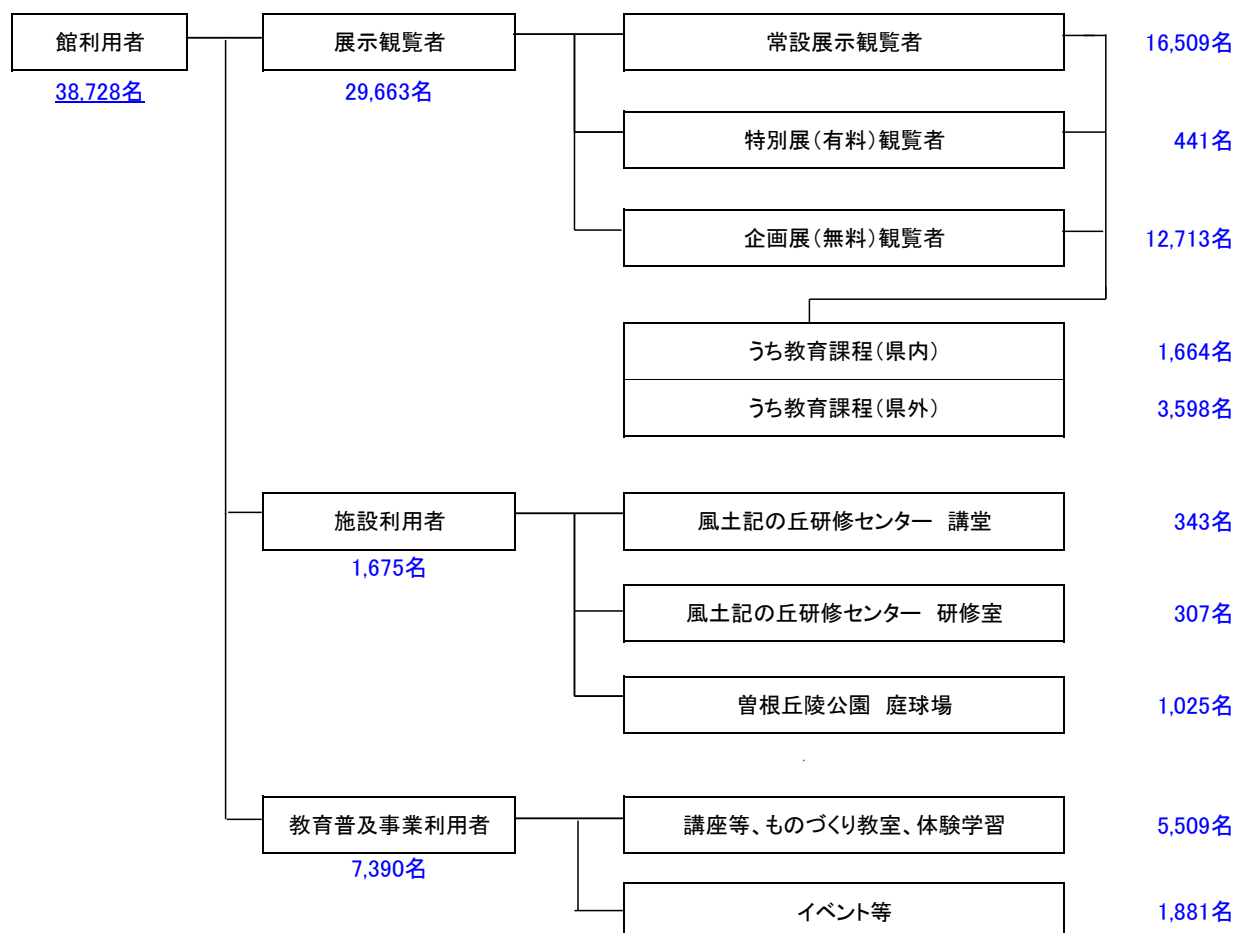 館利用者
38,728名
展示観覧者
29,663名
常設展示観覧者 16,509名
特別展(有料)観覧者 441名
企画展(無料)観覧者 12,713名
うち教育課程(県内) 1,664名
うち教育課程(県外) 3,598名
施設利用者
1,675名
風土記の丘研修センター 講堂 343名
風土記の丘研修センター 研修室 307名
曽根丘陵公園 庭球場 1,025名
教育普及事業利用者
7,390名
講座等、ものづくり教室、体験学習 5,509名
イベント等 1,881名